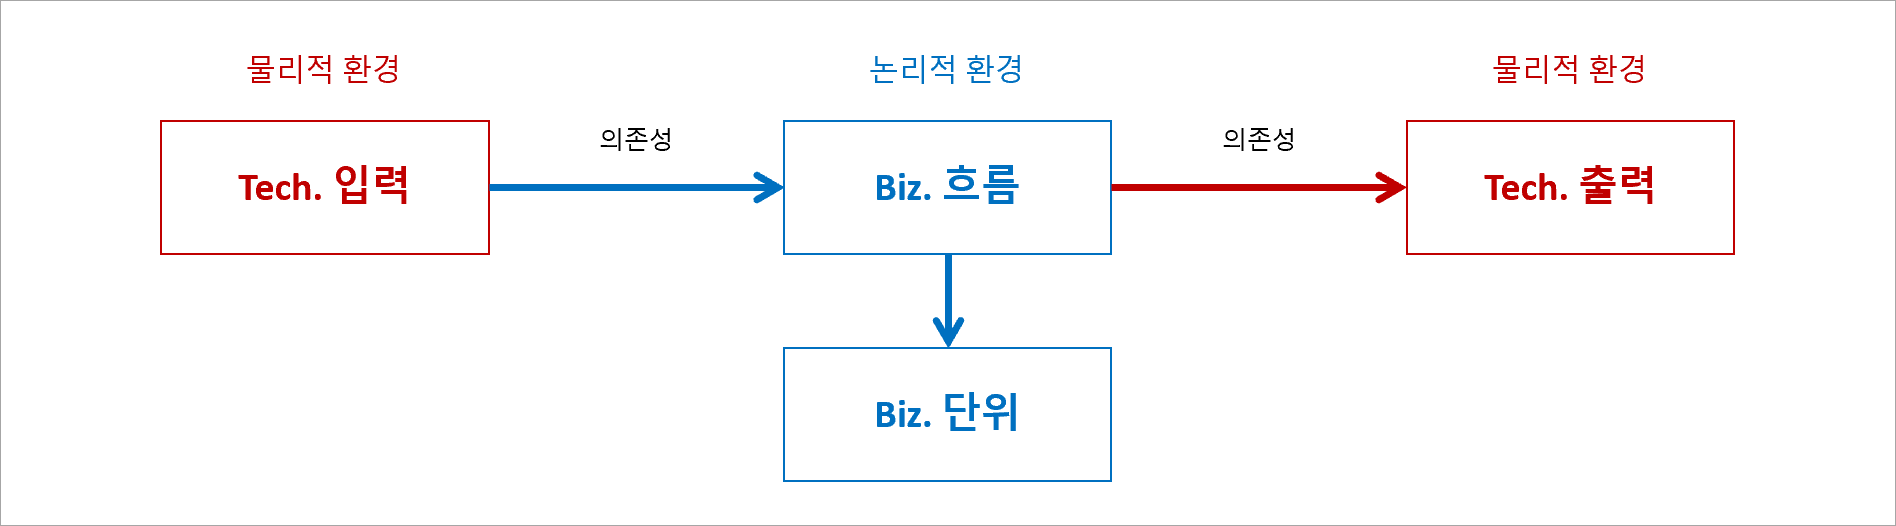 물리적 환경
논리적 환경
물리적 환경
의존성
의존성
Tech. 입력
Biz. 흐름
Tech. 출력
Biz. 단위